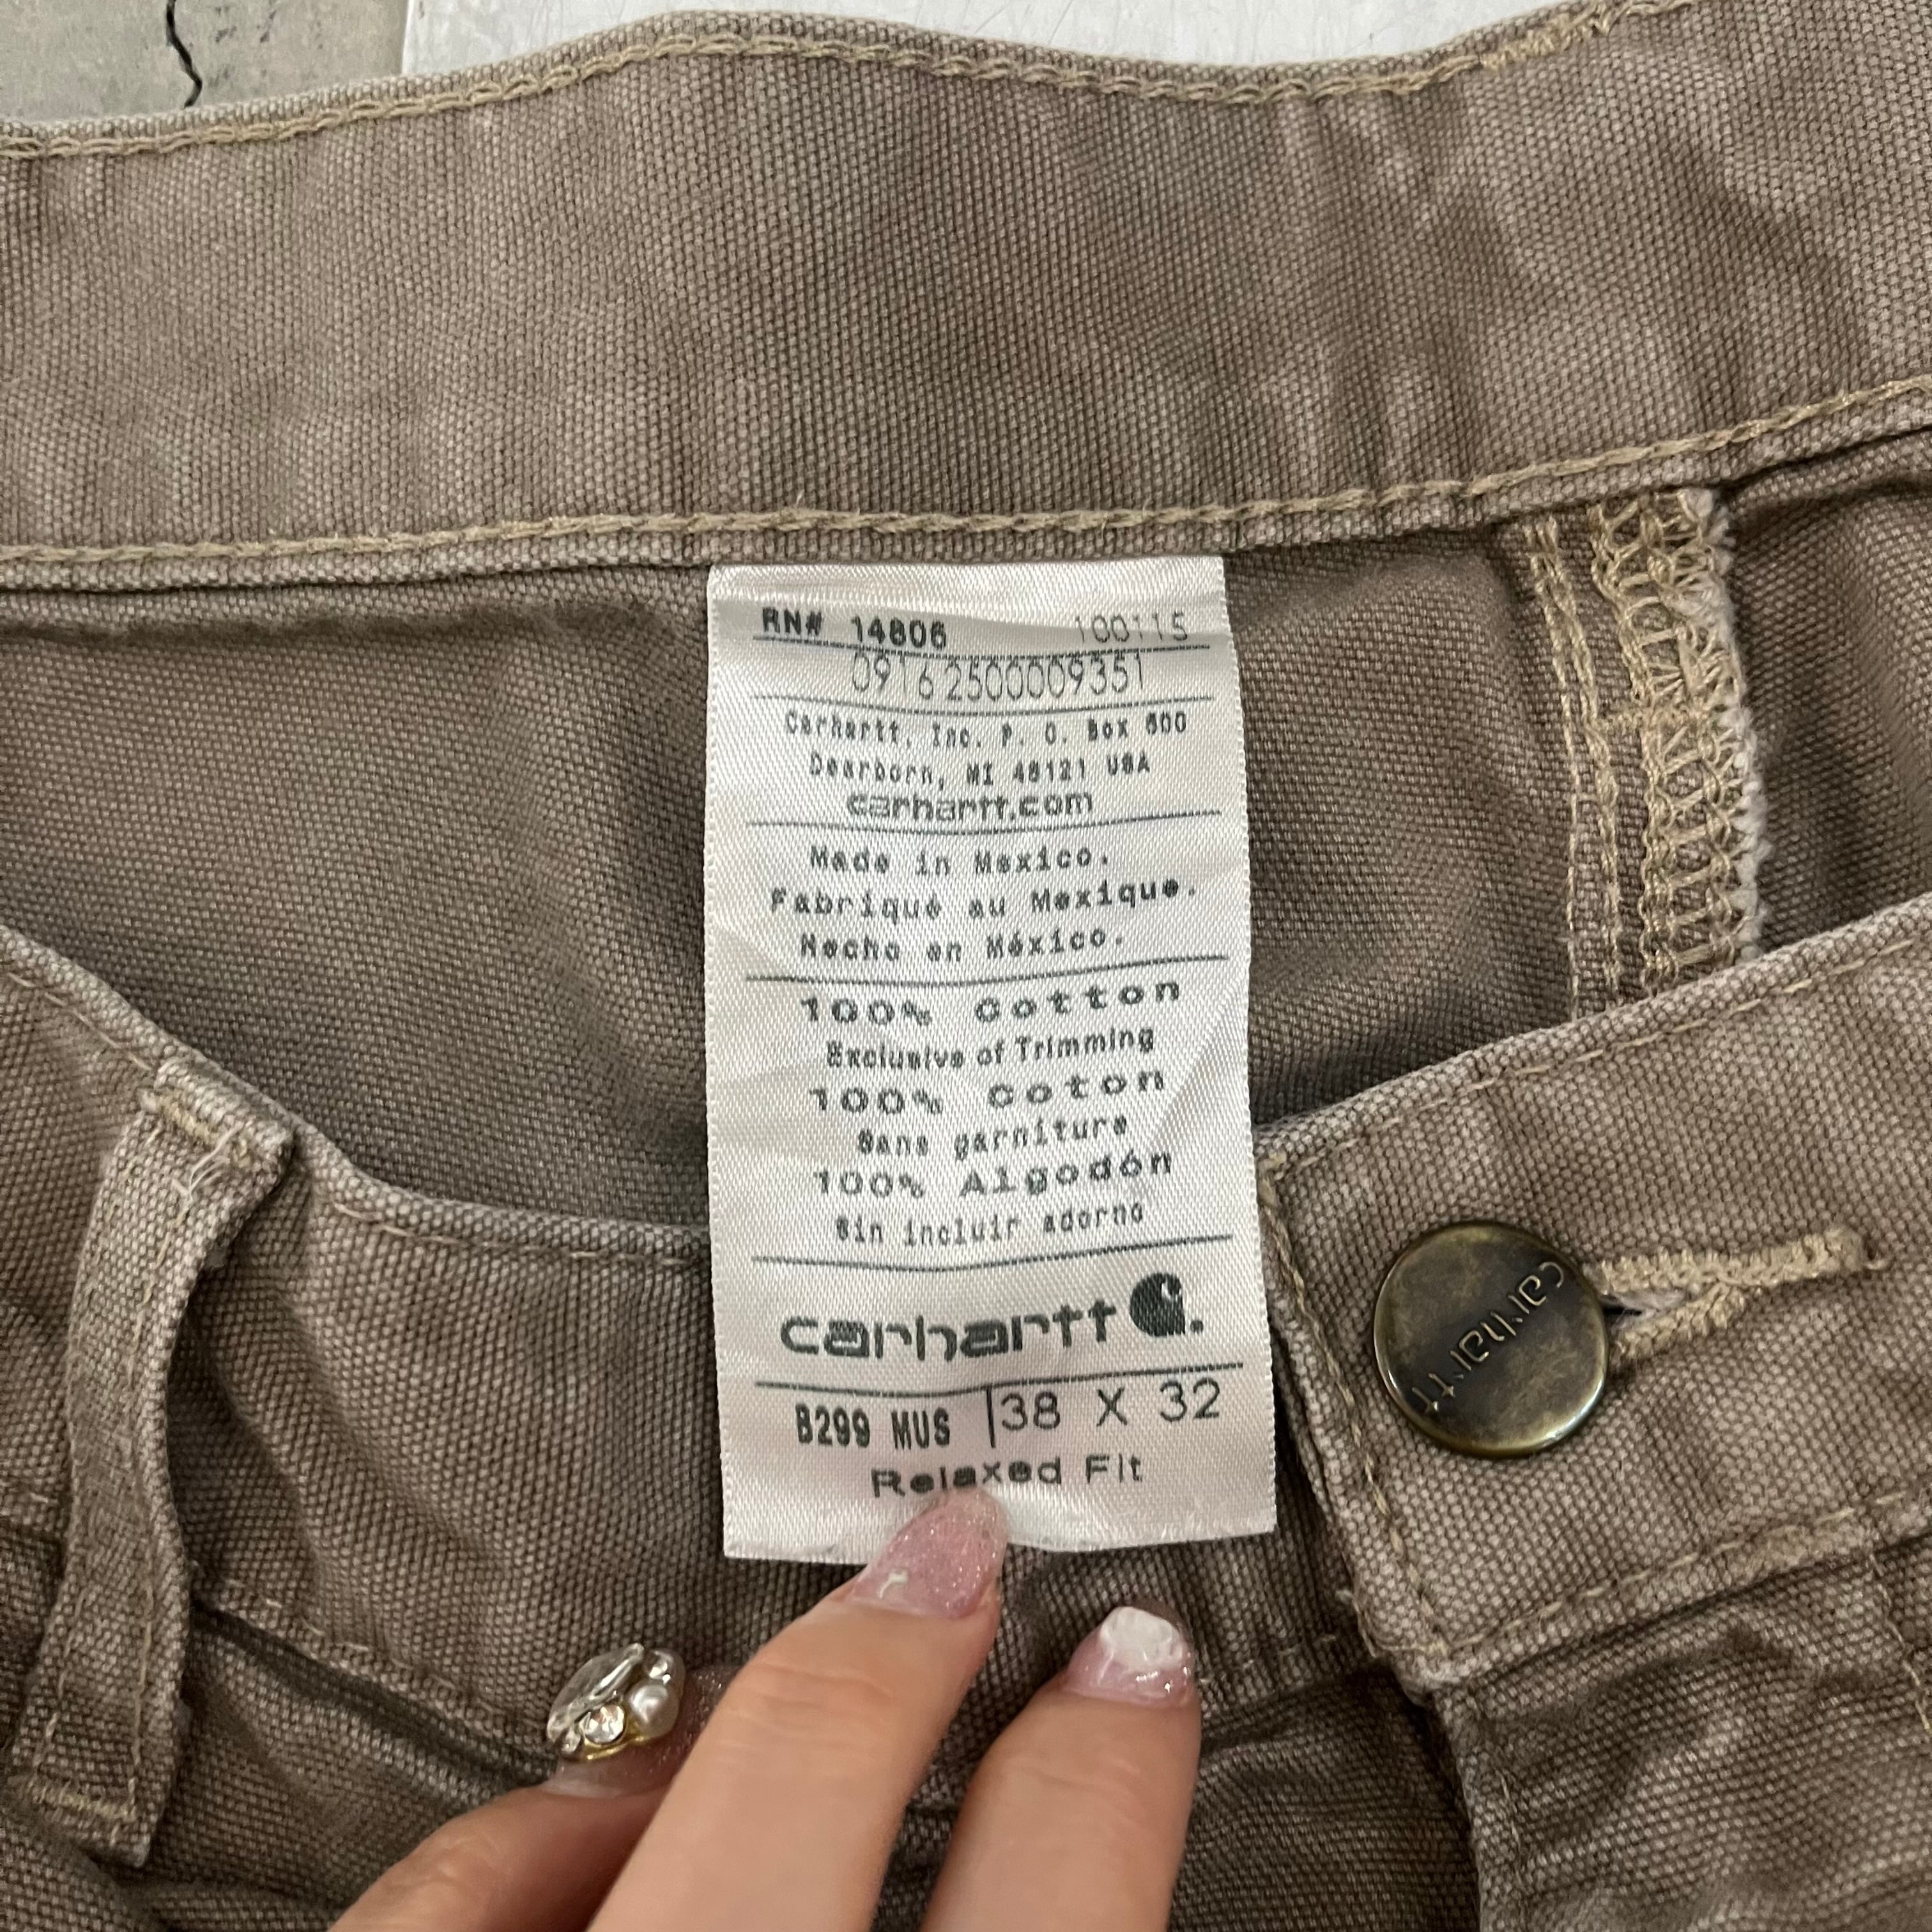 RN# 14806 100115
0916 2500009351
Carhartt, Inc. P. O. Box 600
Dearborn, MI 48121 USA
carhartt.com
Made in Mexico.
Fabriqué au Mexique.
Hecho en México.
100% Cotton
Exclusive of Trimming
100% Coton
Sans garniture
100% Algodón
Sin incluir adorno
carhartt
B299 MUS 38 X 32
Relaxed Fit
carhartt